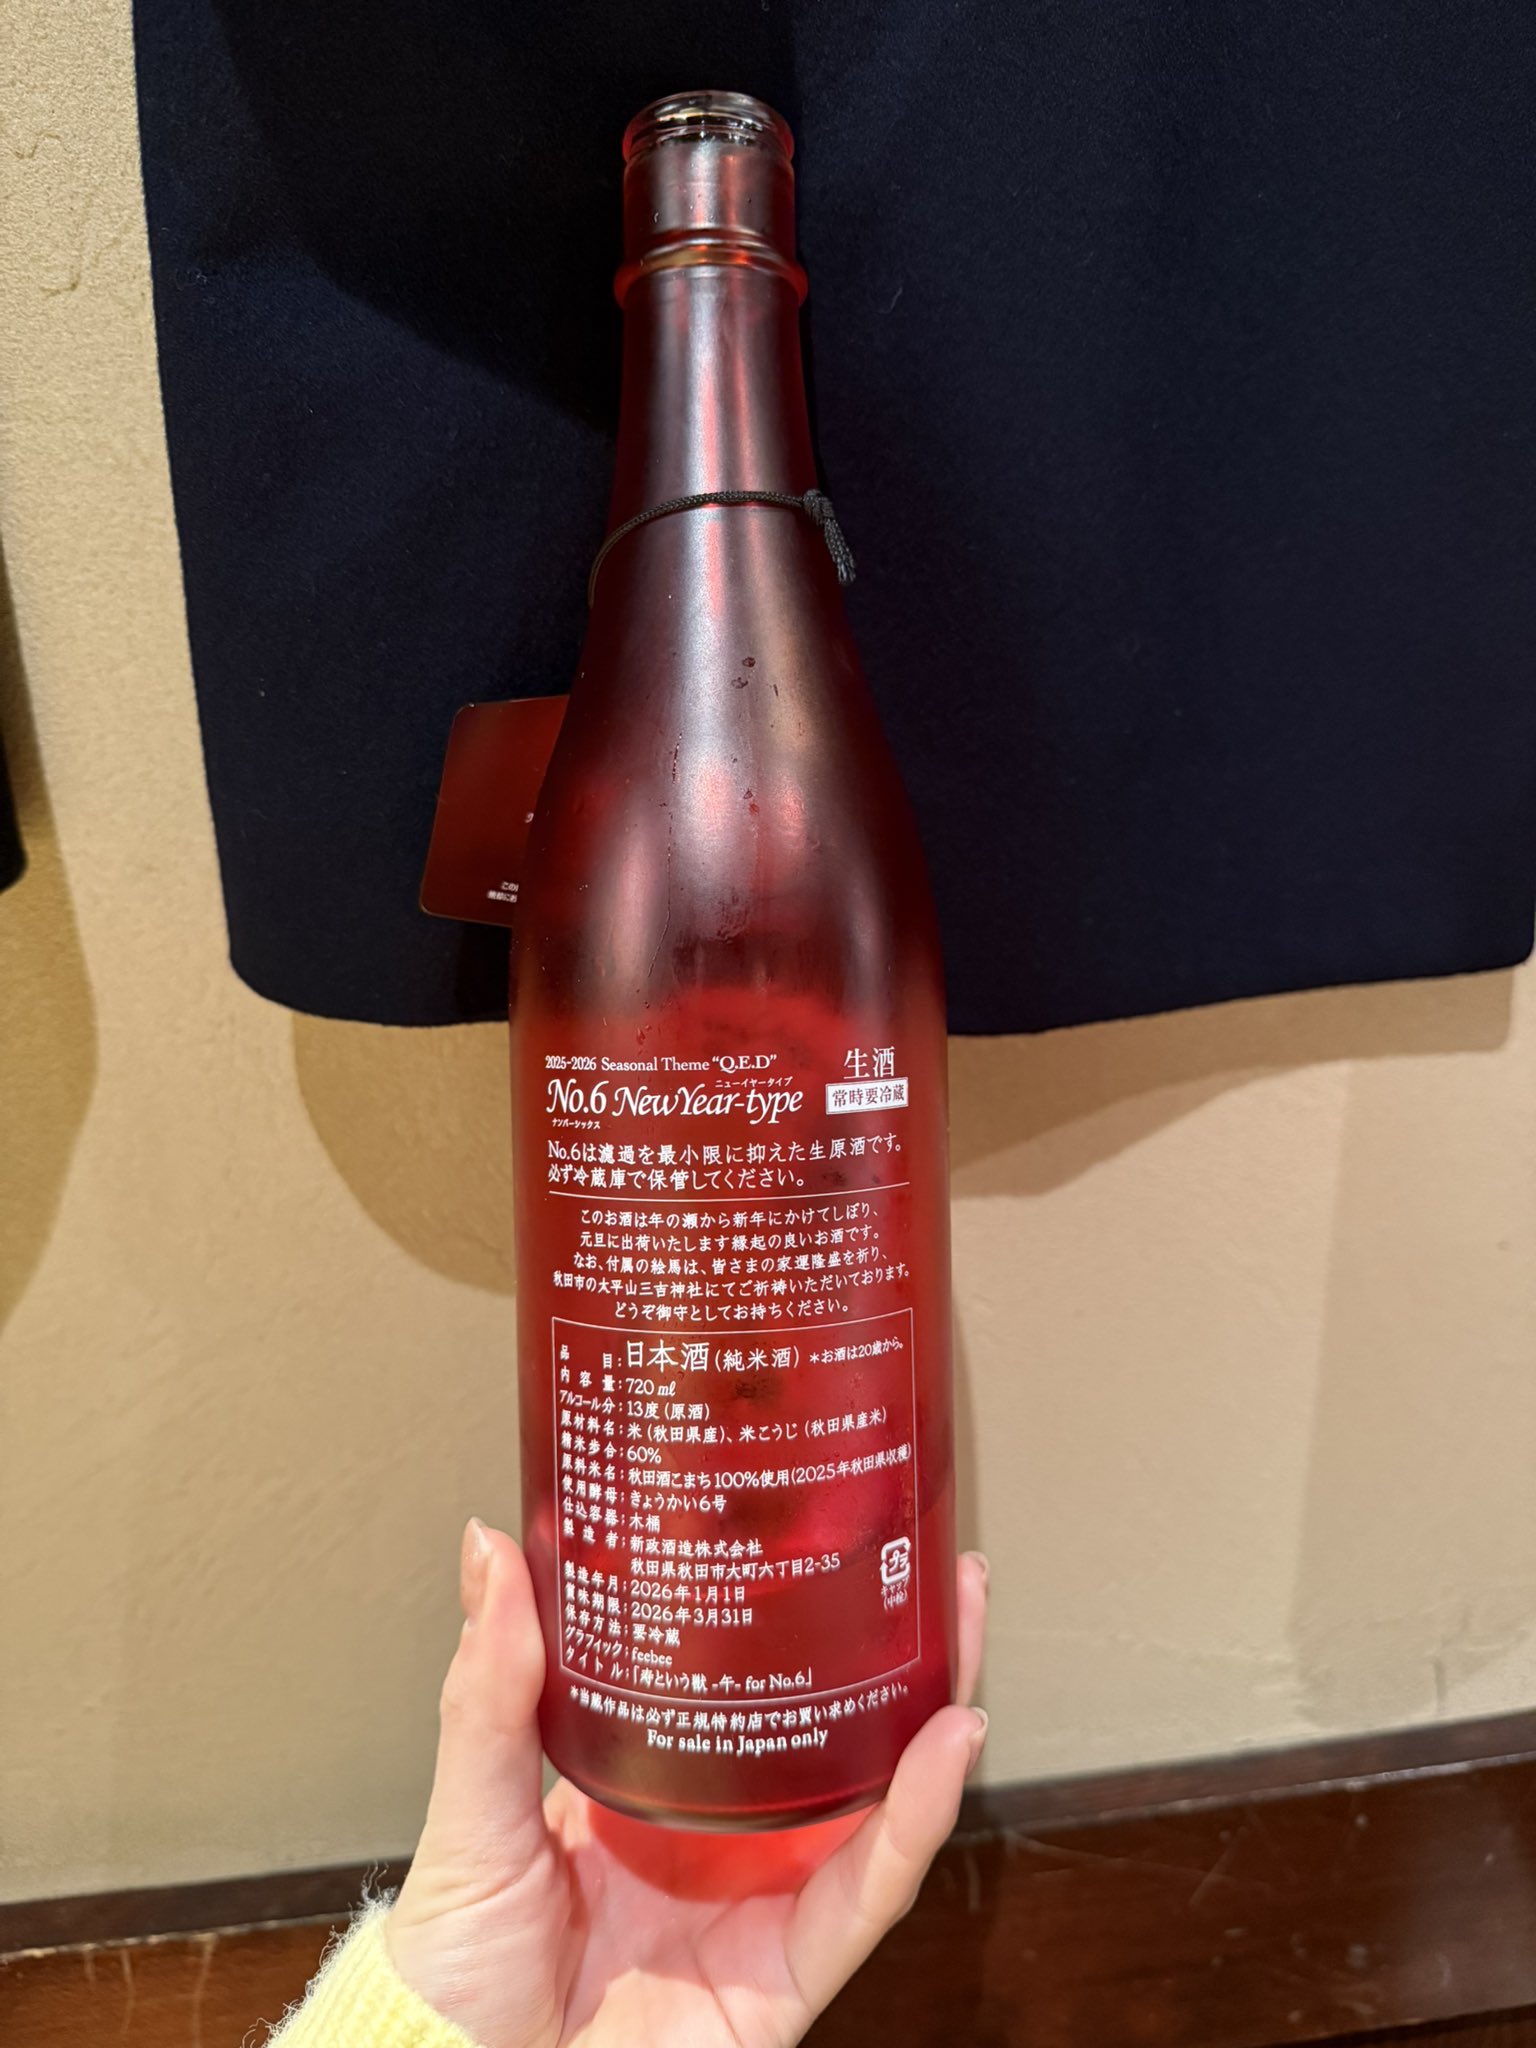 2025-2026 Seasonal Theme “Q.E.D”
生酒
ニューイヤータイプ
No.6 NewYear-type
常時要冷蔵
ナンバーシックス
No.6は濾過を最小限に抑えた生原酒です。
必ず冷蔵庫で保管してください。
このお酒は年の瀬から新年にかけてしぼり、
元旦に出荷いたします縁起の良いお酒です。
なお、付属の絵馬は、皆さまの家運隆盛を祈り、
秋田市の太平山三吉神社にてご祈祷いただいております。
どうぞ御守としてお持ちください。
品目:日本酒(純米酒) *お酒は20歳から。
内容量:720㎖
アルコール分:13度(原酒)
原材料名:米(秋田県産)、米こうじ(秋田県産米)
精米歩合:60%
原料米名:秋田酒こまち100%使用(2025年秋田県収穫)
使用酵母:きょうかい6号
仕込容器:木桶
製造者:新政酒造株式会社
秋田県秋田市大町六丁目2-35
製造年月:2026年1月1日
賞味期限:2026年3月31日
保存方法:要冷蔵
グラフィック:feebee
タイトル:「寿という獣 -午- for No.6」
プラ
キャップ
(中栓)
*当蔵作品は必ず正規特約店でお買い求めください。
For sale in Japan only